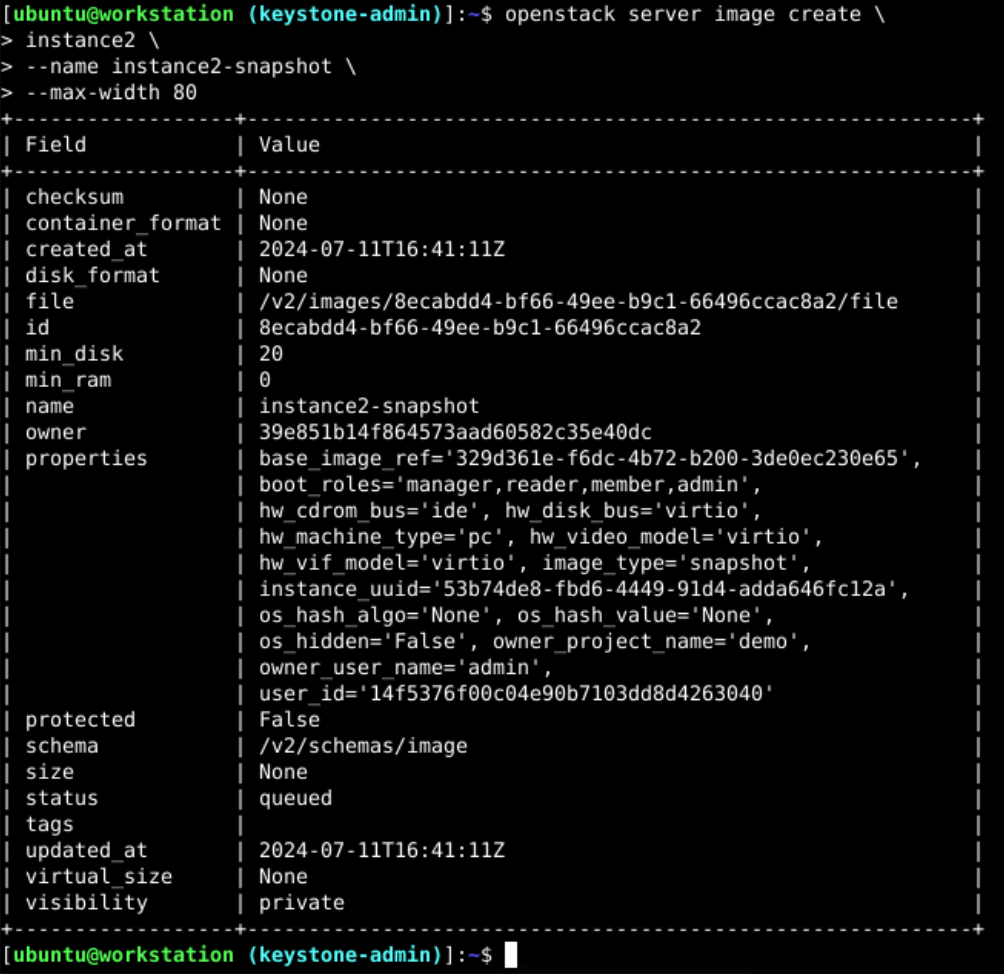 [ubuntu@workstation (keystone-admin)]:~$ openstack server image create \
> instance2 \
> --name instance2-snapshot \
> --max-width 80
+------------------+------------------------------------------------------------+
| Field            | Value                                                      |
+------------------+------------------------------------------------------------+
| checksum         | None                                                       |
| container_format | None                                                       |
| created_at       | 2024-07-11T16:41:11Z                                       |
| disk_format      | None                                                       |
| file             | /v2/images/8ecabdd4-bf66-49ee-b9c1-66496ccac8a2/file       |
| id               | 8ecabdd4-bf66-49ee-b9c1-66496ccac8a2                       |
| min_disk         | 20                                                         |
| min_ram          | 0                                                          |
| name             | instance2-snapshot                                         |
| owner            | 39e851b14f864573aad60582c35e40dc                           |
| properties       | base_image_ref='329d361e-f6dc-4b72-b200-3de0ec230e65',     |
|                  | boot_roles='manager,reader,member,admin',                  |
|                  | hw_cdrom_bus='ide', hw_disk_bus='virtio',                  |
|                  | hw_machine_type='pc', hw_video_model='virtio',             |
|                  | hw_vif_model='virtio', image_type='snapshot',              |
|                  | instance_uuid='53b74de8-fbd6-4449-91d4-adda646fc12a',      |
|                  | os_hash_algo='None', os_hash_value='None',                 |
|                  | os_hidden='False', owner_project_name='demo',              |
|                  | owner_user_name='admin',                                   |
|                  | user_id='14f5376f00c04e90b7103dd8d4263040'                 |
| protected        | False                                                      |
| schema           | /v2/schemas/image                                          |
| size             | None                                                       |
| status           | queued                                                     |
| tags             |                                                            |
| updated_at       | 2024-07-11T16:41:11Z                                       |
| virtual_size     | None                                                       |
| visibility       | private                                                    |
+------------------+------------------------------------------------------------+
[ubuntu@workstation (keystone-admin)]:~$